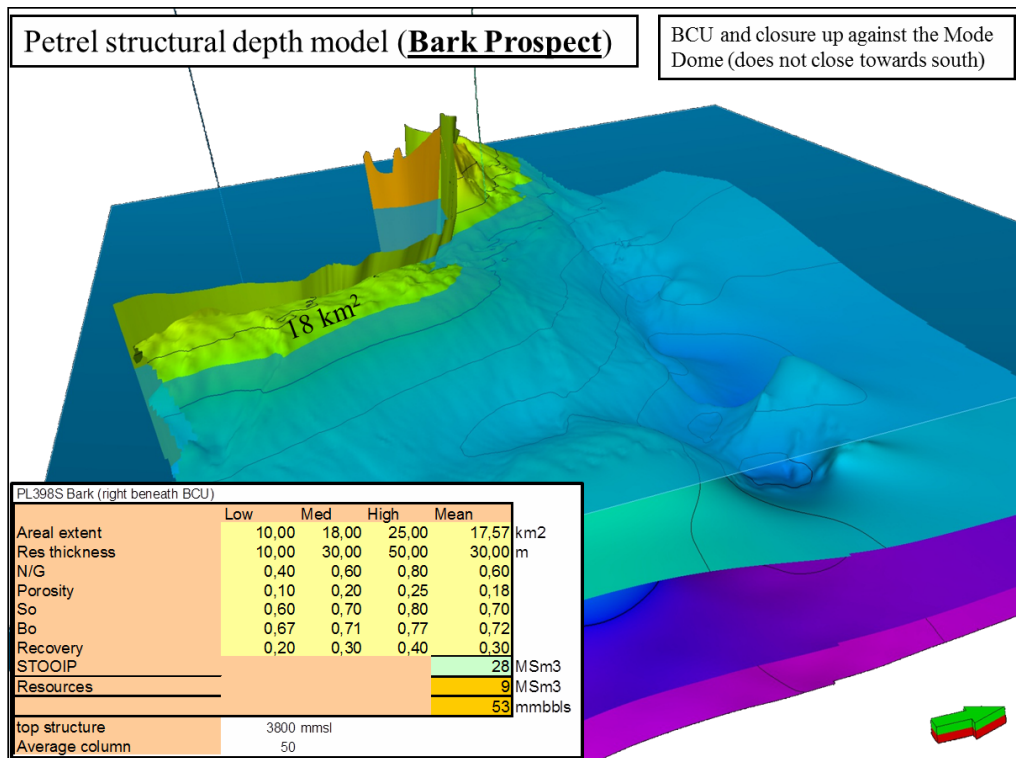 Petrel structural depth model (Bark Prospect)
BCU and closure up against the Mode
Dome (does not close towards south)
18 km²
PL398S Bark (right beneath BCU)
Low Med High Mean
Areal extent 10,00 18,00 25,00 17,57 km2
Res thickness 10,00 30,00 50,00 30,00 m
N/G 0,40 0,60 0,80 0,60
Porosity 0,10 0,20 0,25 0,18
So 0,60 0,70 0,80 0,70
Bo 0,67 0,71 0,77 0,72
Recovery 0,20 0,30 0,40 0,30
STOOIP 28 MSm3
Resources 9 MSm3
53 mmbbls
top structure 3800 mmsl
Average column 50